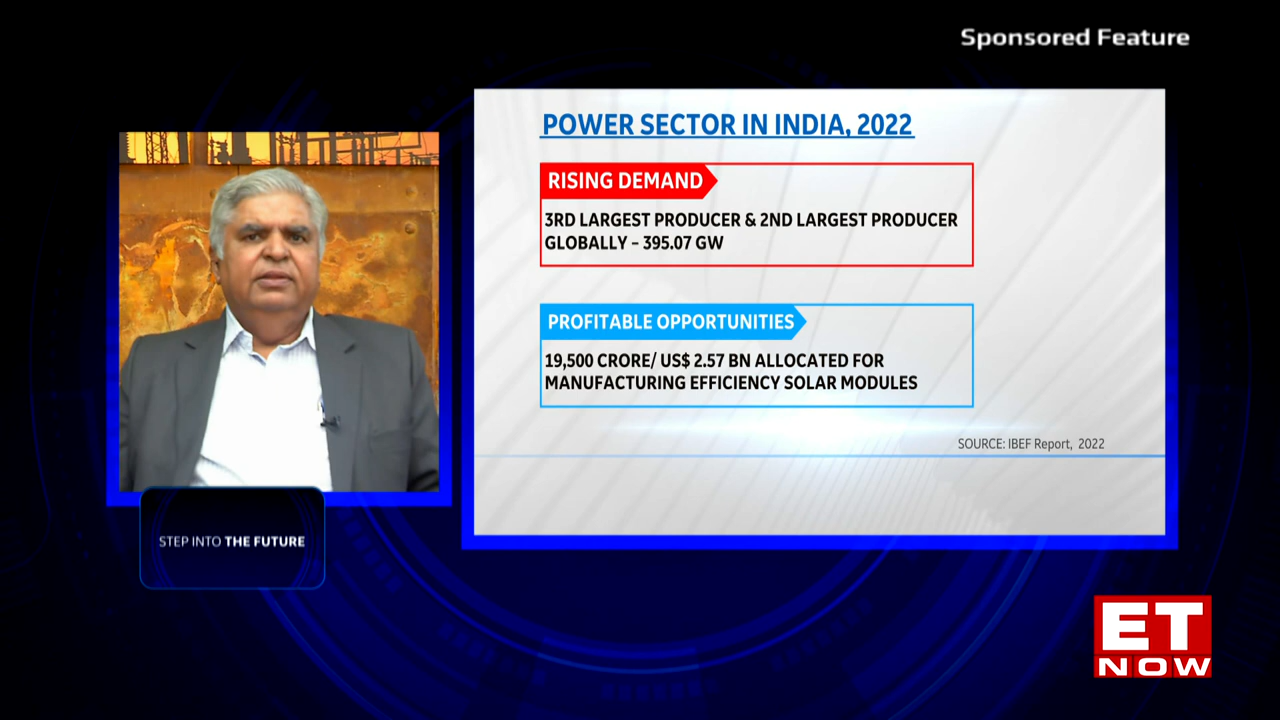 Sponsored Feature
POWER SECTOR IN INDIA, 2022
RISING DEMAND
3RD LARGEST PRODUCER & 2ND LARGEST PRODUCER
GLOBALLY – 395.07 GW
PROFITABLE OPPORTUNITIES
19,500 CRORE/ US$ 2.57 BN ALLOCATED FOR
MANUFACTURING EFFICIENCY SOLAR MODULES
SOURCE: IBEF Report, 2022
STEP INTO THE FUTURE
ET
NOW